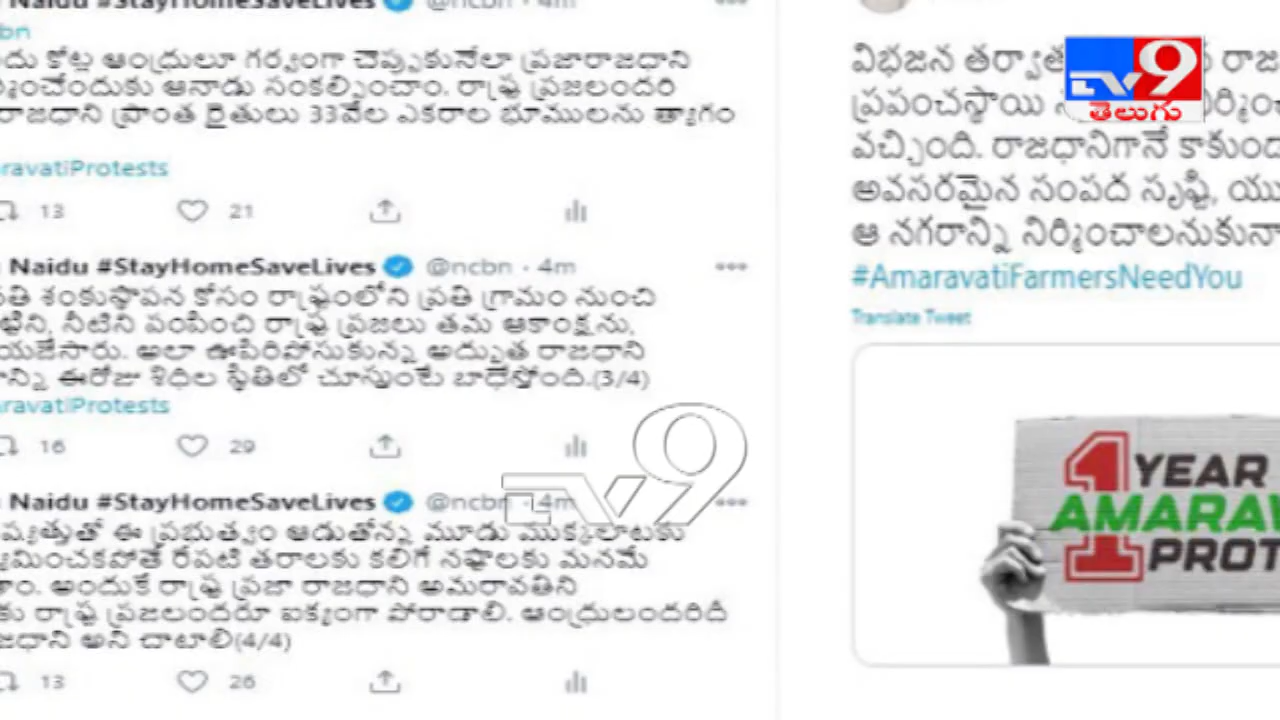 Naidu #StayHomeSaveLives @ncbn · 4m
bn
దు కోట్ల ఆంధ్రులూ గర్వంగా చెప్పుకునేలా ప్రజారాజధాని
ంచేందుకు ఆనాడు సంకల్పించాం. రాష్ట్ర ప్రజలందరి
రాజధాని ప్రాంత రైతులు 33వేల ఎకరాల భూములను త్యాగం
aravatiProtests
13 21
Naidu #StayHomeSaveLives @ncbn · 4m
తి శంకుస్థాపన కోసం రాష్ట్రంలోని ప్రతి గ్రామం నుంచి
ట్టిని, నీటిని పంపించి రాష్ట్ర ప్రజలు తమ ఆకాంక్షను,
యజేసారు. అలా ఊపిరిపోసుకున్న అద్భుత రాజధాని
ాన్ని ఈరోజు శిధిల స్థితిలో చూస్తుంటే బాధేస్తోంది.(3/4)
aravatiProtests
16 29
Naidu #StayHomeSaveLives @ncbn · 4m
ష్యత్తుతో ఈ ప్రభుత్వం ఆడుతోన్న మూడు ముక్కలాటకు
్యమించకపోతే రేపటి తరాలకు కలిగే నష్టాలకు మనమే
ాం. అందుకే రాష్ట్ర ప్రజా రాజధాని అమరావతిని
కు రాష్ట్ర ప్రజలందరూ ఐక్యంగా పోరాడాలి. ఆంధ్రులందరిదీ
జధాని అని చాటాలి(4/4)
13 26
TV9
విభజన తర్వాత రాజ
ప్రపంచస్థాయి నిర్మించ
వచ్చింది. రాజధానిగానే కాకుండా
అవసరమైన సంపద సృష్టి, యు
ఆ నగరాన్ని నిర్మించాలనుకునా
#AmaravatiFarmersNeedYou
Translate Tweet
1 YEAR
AMARAV
PROT
TV9
తెలుగు